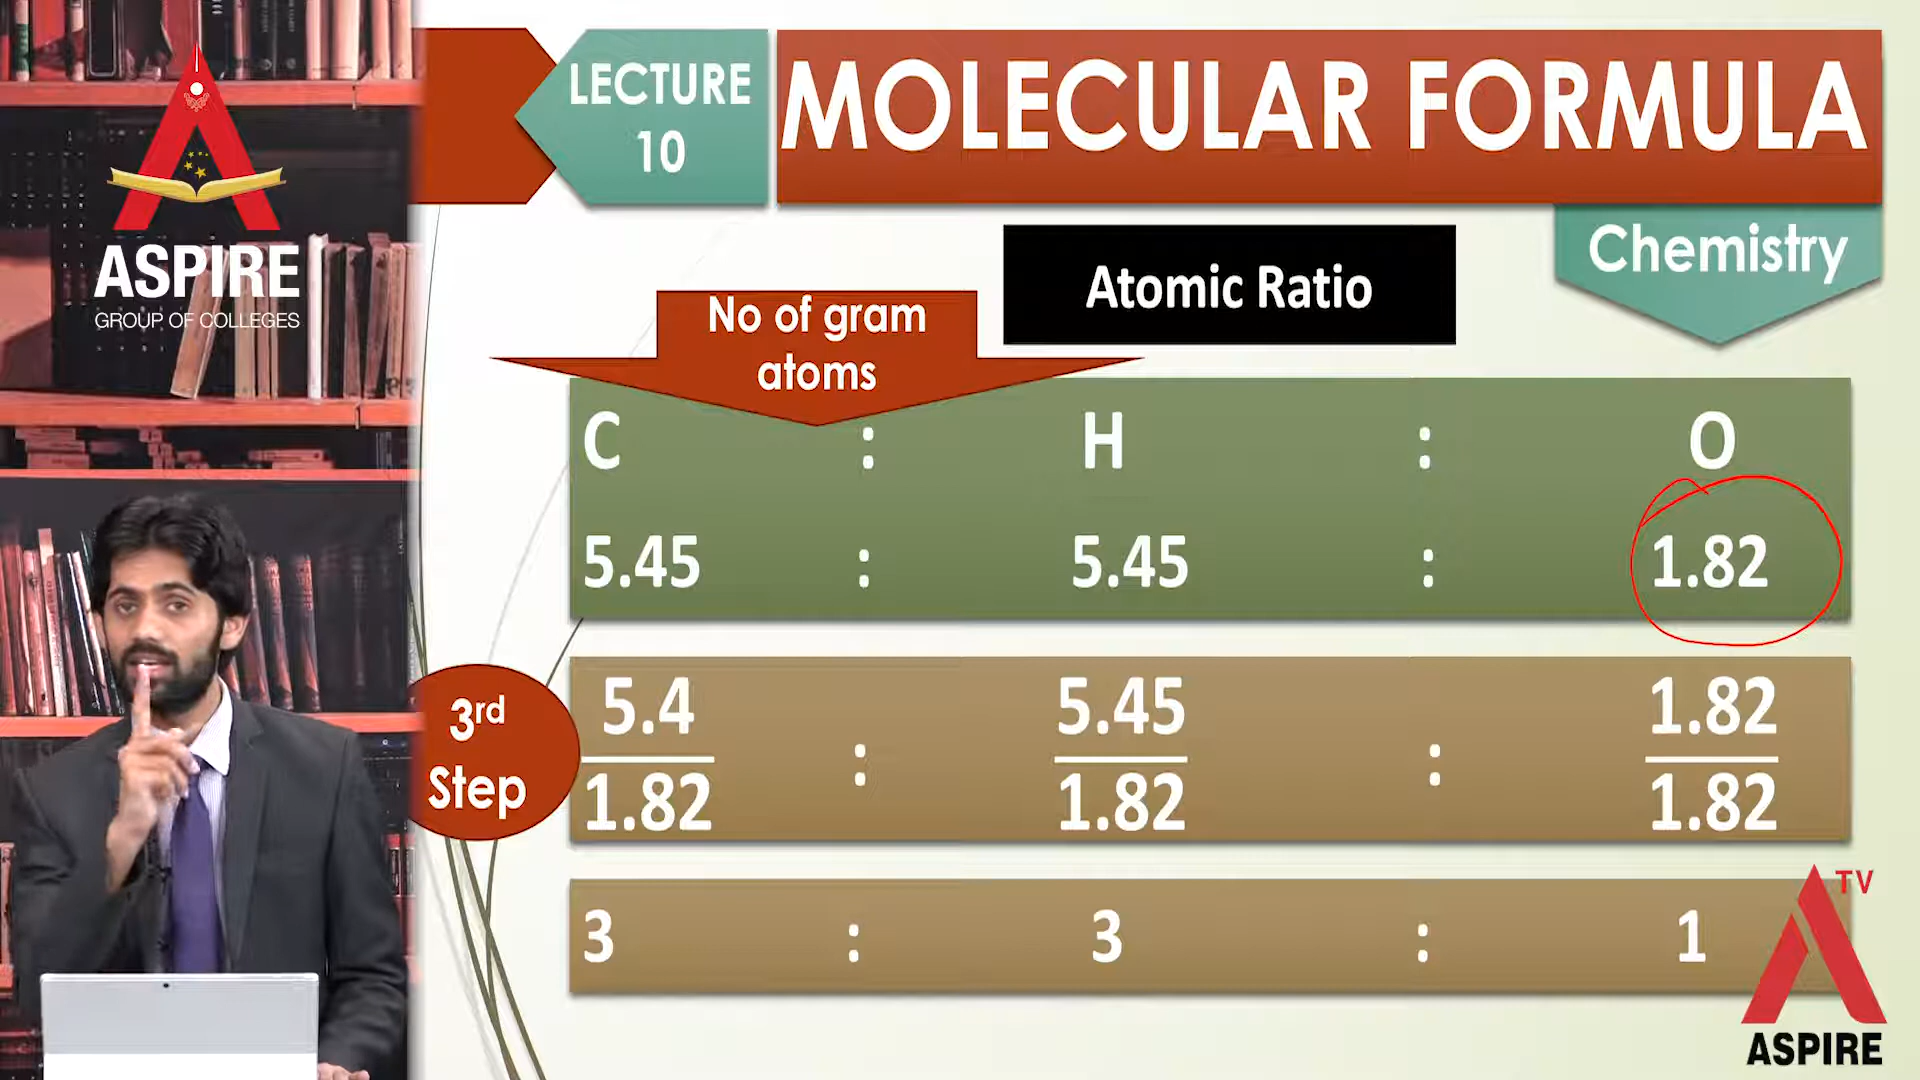 ASPIRE
GROUP OF COLLEGES
LECTURE
10
MOLECULAR FORMULA
Chemistry
Atomic Ratio
No of gram
atoms
C : H : O
5.45 : 5.45 : 1.82
3rd
Step
5.4 5.45 1.82
: :
1.82 1.82 1.82
3 : 3 : 1
TV
ASPIRE